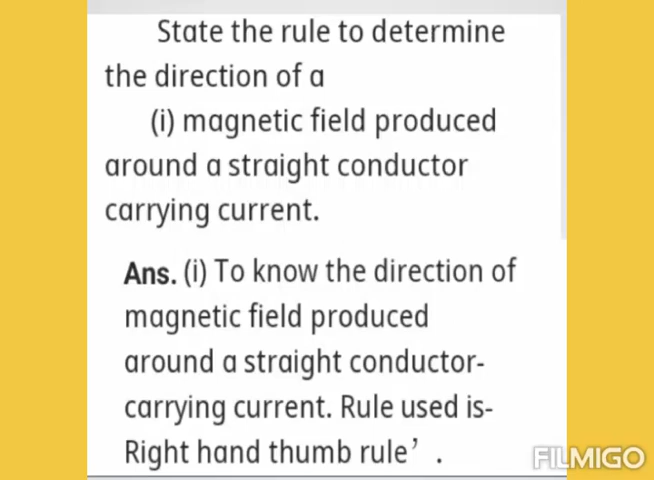 State the rule to determine
the direction of a
(i) magnetic field produced
around a straight conductor
carrying current.
Ans. (i) To know the direction of
magnetic field produced
around a straight conductor-
carrying current. Rule used is-
Right hand thumb rule’ .
FILMIGO